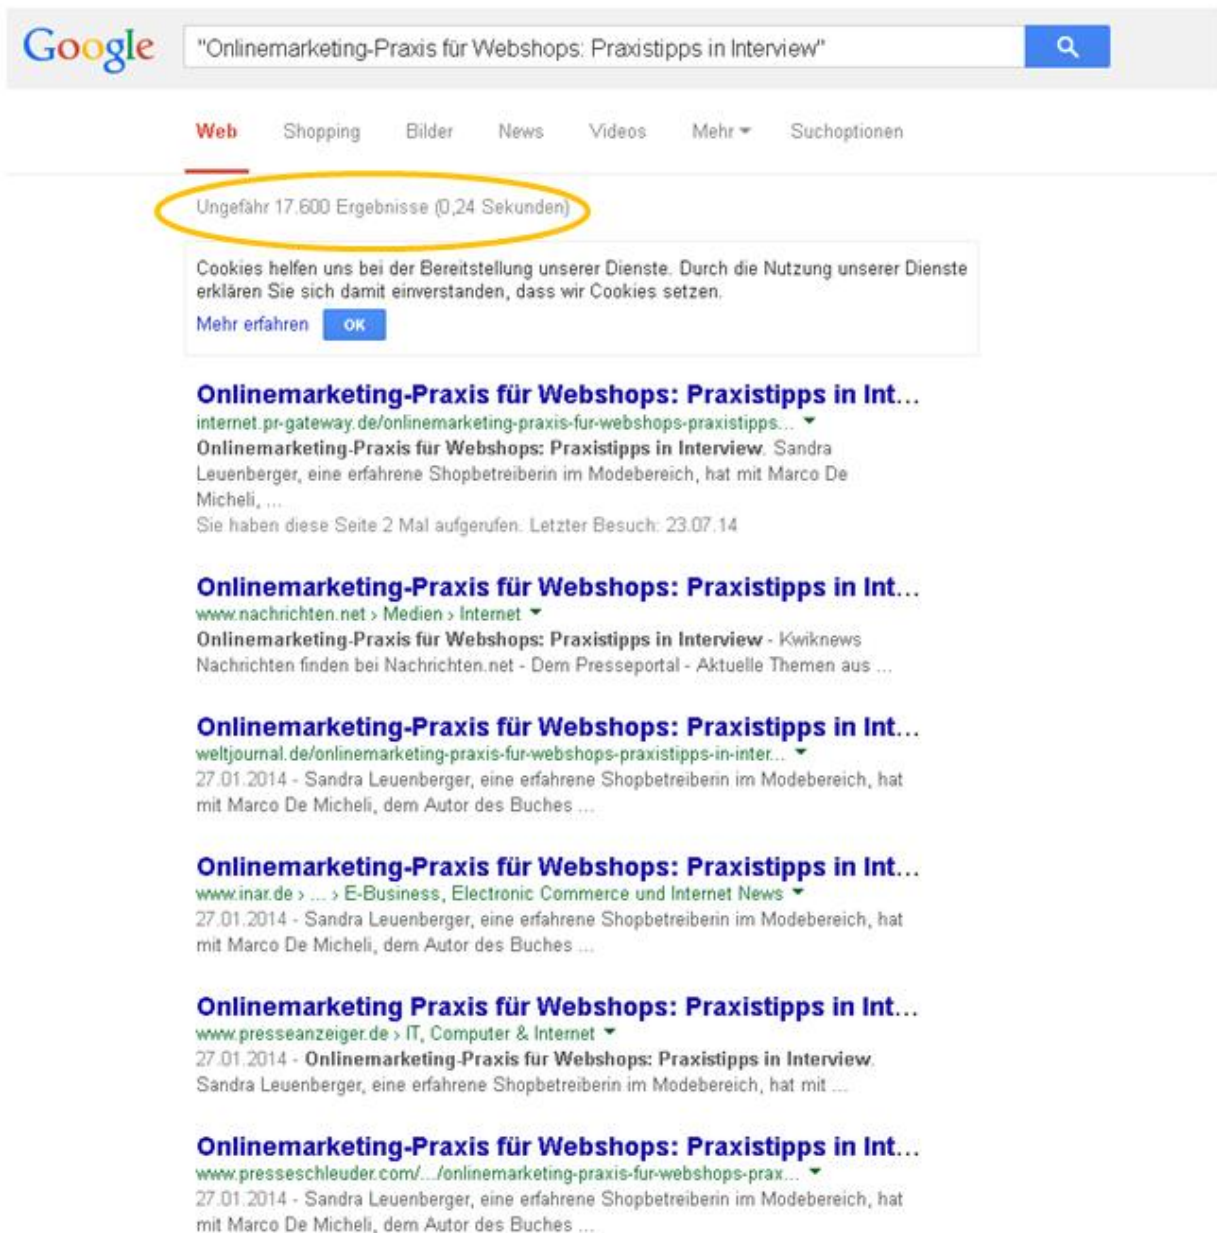 Google "Onlinemarketing-Praxis für Webshops: Praxistipps in Interview"
Web Shopping Bilder News Videos Mehr Suchoptionen
Ungefähr 17.600 Ergebnisse (0,24 Sekunden)
Cookies helfen uns bei der Bereitstellung unserer Dienste. Durch die Nutzung unserer Dienste
erklären Sie sich damit einverstanden, dass wir Cookies setzen.
Mehr erfahren OK
Onlinemarketing-Praxis für Webshops: Praxistipps in Int...
internet.pr-gateway.de/onlinemarketing-praxis-fur-webshops-praxistipps...
Onlinemarketing-Praxis für Webshops: Praxistipps in Interview. Sandra
Leuenberger, eine erfahrene Shopbetreiberin im Modebereich, hat mit Marco De
Micheli, ...
Sie haben diese Seite 2 Mal aufgerufen. Letzter Besuch: 23.07.14
Onlinemarketing-Praxis für Webshops: Praxistipps in Int...
www.nachrichten.net › Medien › Internet
Onlinemarketing-Praxis für Webshops: Praxistipps in Interview - Kwiknews
Nachrichten finden bei Nachrichten.net - Dem Presseportal - Aktuelle Themen aus ...
Onlinemarketing-Praxis für Webshops: Praxistipps in Int...
weltjournal.de/onlinemarketing-praxis-fur-webshops-praxistipps-in-inter...
27.01.2014 - Sandra Leuenberger, eine erfahrene Shopbetreiberin im Modebereich, hat
mit Marco De Micheli, dem Autor des Buches ...
Onlinemarketing-Praxis für Webshops: Praxistipps in Int...
www.inar.de › ... › E-Business, Electronic Commerce und Internet News
27.01.2014 - Sandra Leuenberger, eine erfahrene Shopbetreiberin im Modebereich, hat
mit Marco De Micheli, dem Autor des Buches ...
Onlinemarketing Praxis für Webshops: Praxistipps in Int...
www.presseanzeiger.de › IT, Computer & Internet
27.01.2014 - Onlinemarketing-Praxis für Webshops: Praxistipps in Interview.
Sandra Leuenberger, eine erfahrene Shopbetreiberin im Modebereich, hat mit ...
Onlinemarketing-Praxis für Webshops: Praxistipps in Int...
www.presseschleuder.com/.../onlinemarketing-praxis-fur-webshops-prax...
27.01.2014 - Sandra Leuenberger, eine erfahrene Shopbetreiberin im Modebereich, hat
mit Marco De Micheli, dem Autor des Buches ...